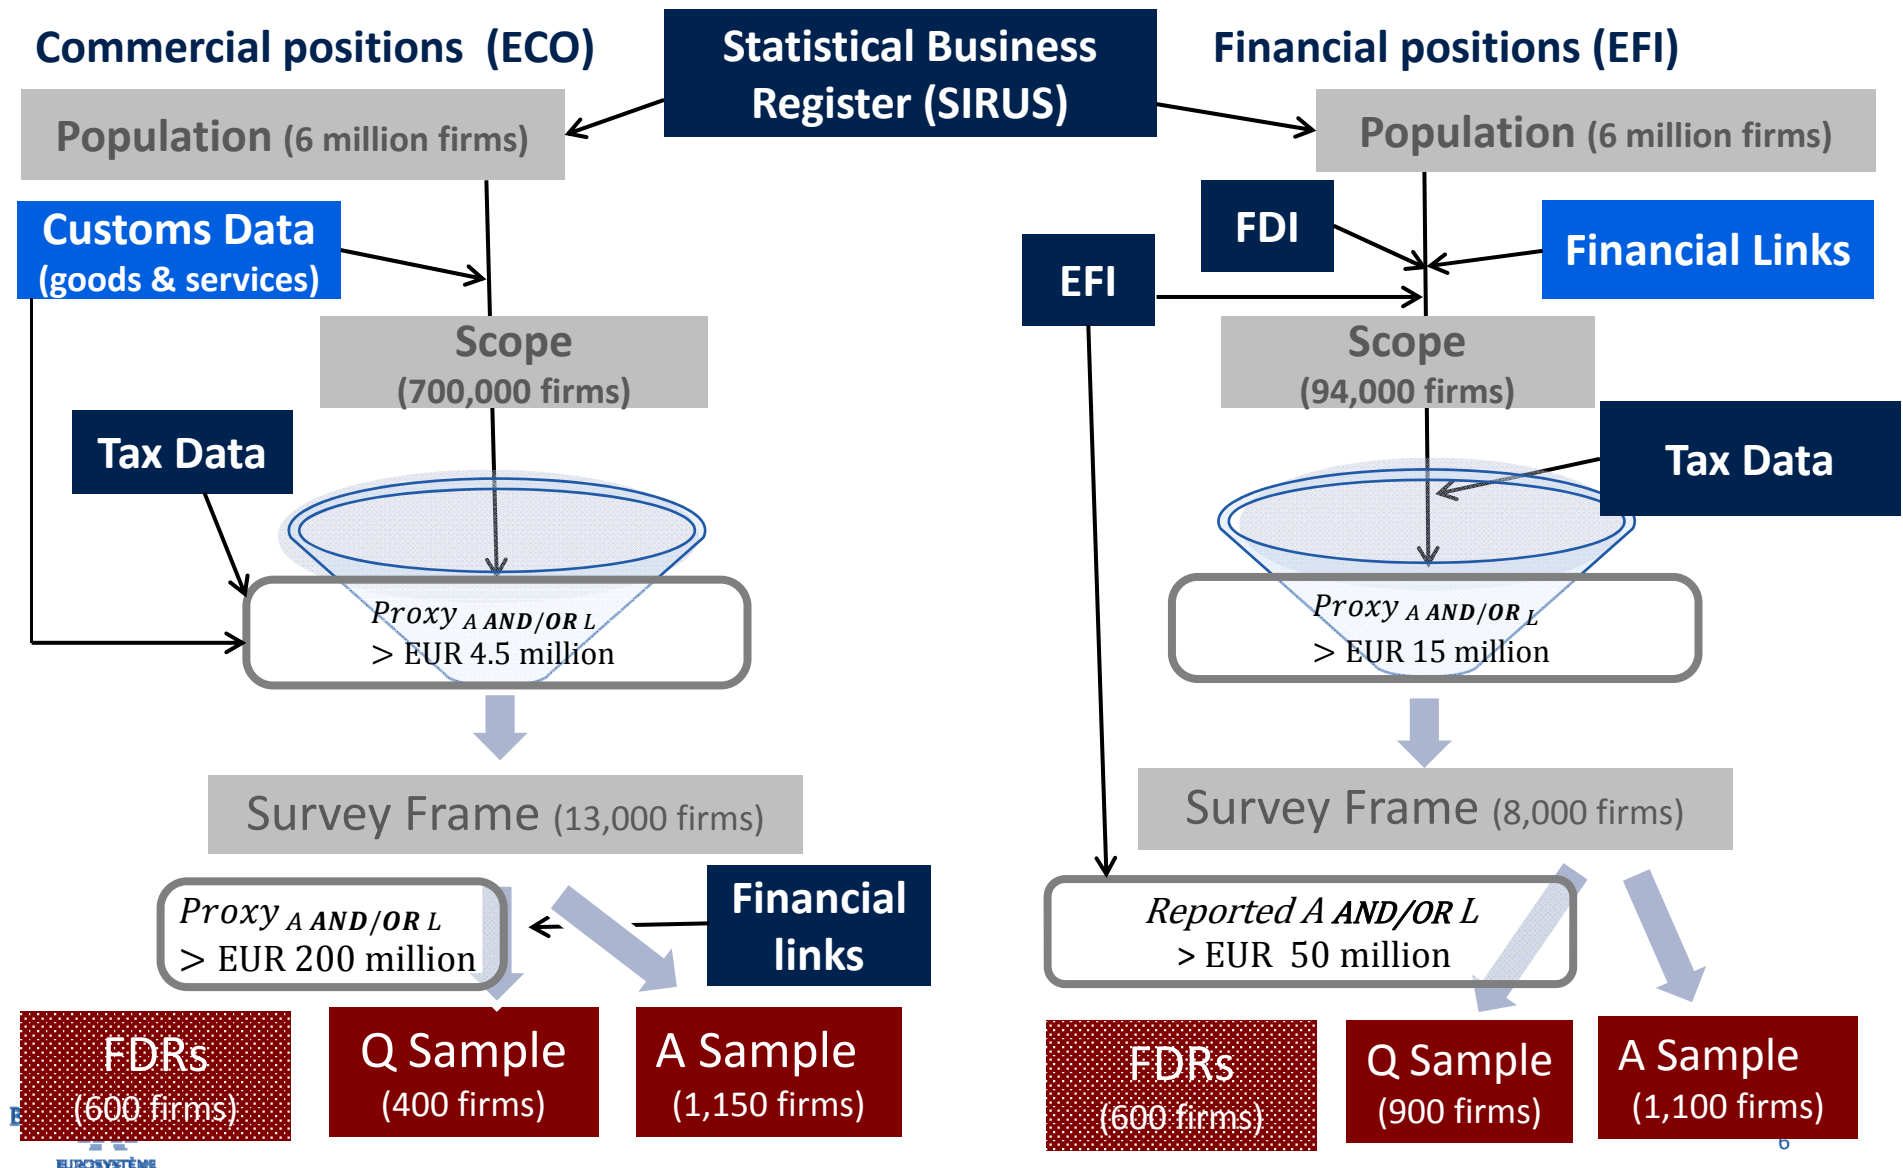 Commercial positions (ECO)
Statistical Business
Register (SIRUS)
Financial positions (EFI)
Population (6 million firms)
Population (6 million firms)
Customs Data
(goods & services)
FDI
Financial Links
EFI
Scope
(700,000 firms)
Scope
(94,000 firms)
Tax Data
Tax Data
Proxy A AND/OR L
> EUR 4.5 million
Proxy A AND/OR L
> EUR 15 million
Survey Frame (13,000 firms)
Survey Frame (8,000 firms)
Proxy A AND/OR L
> EUR 200 million
Financial
links
Reported A AND/OR L
> EUR 50 million
FDRs
(600 firms)
Q Sample
(400 firms)
A Sample
(1,150 firms)
FDRs
(600 firms)
Q Sample
(900 firms)
A Sample
(1,100 firms)
6
EUROSYSTÈME